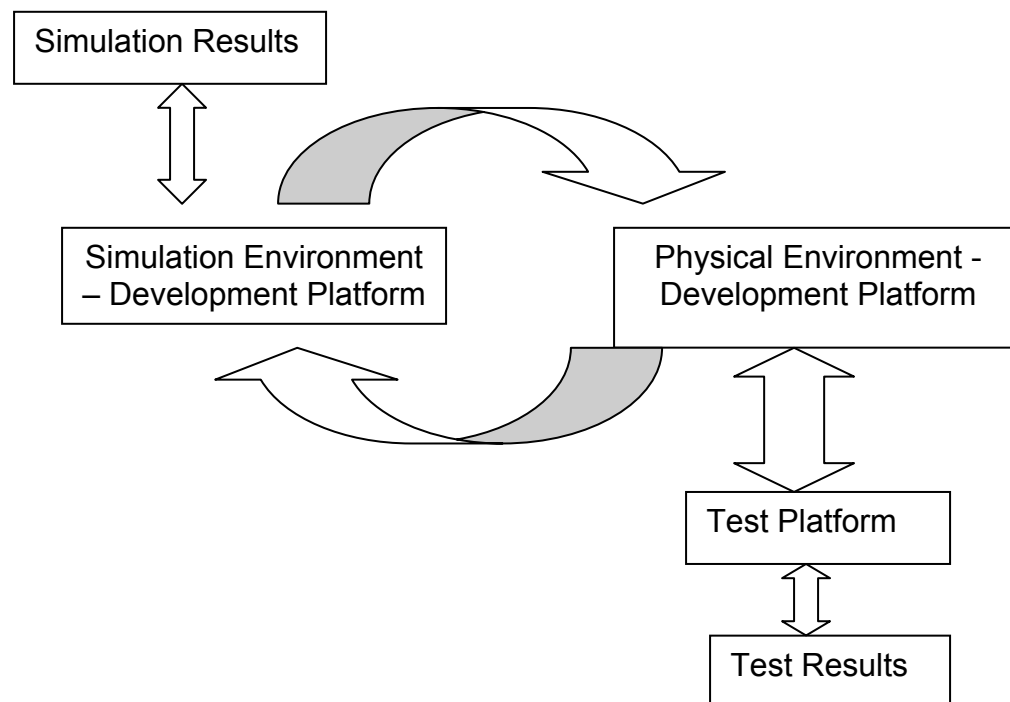 Simulation Results
Simulation Environment
– Development Platform
Physical Environment -
Development Platform
Test Platform
Test Results